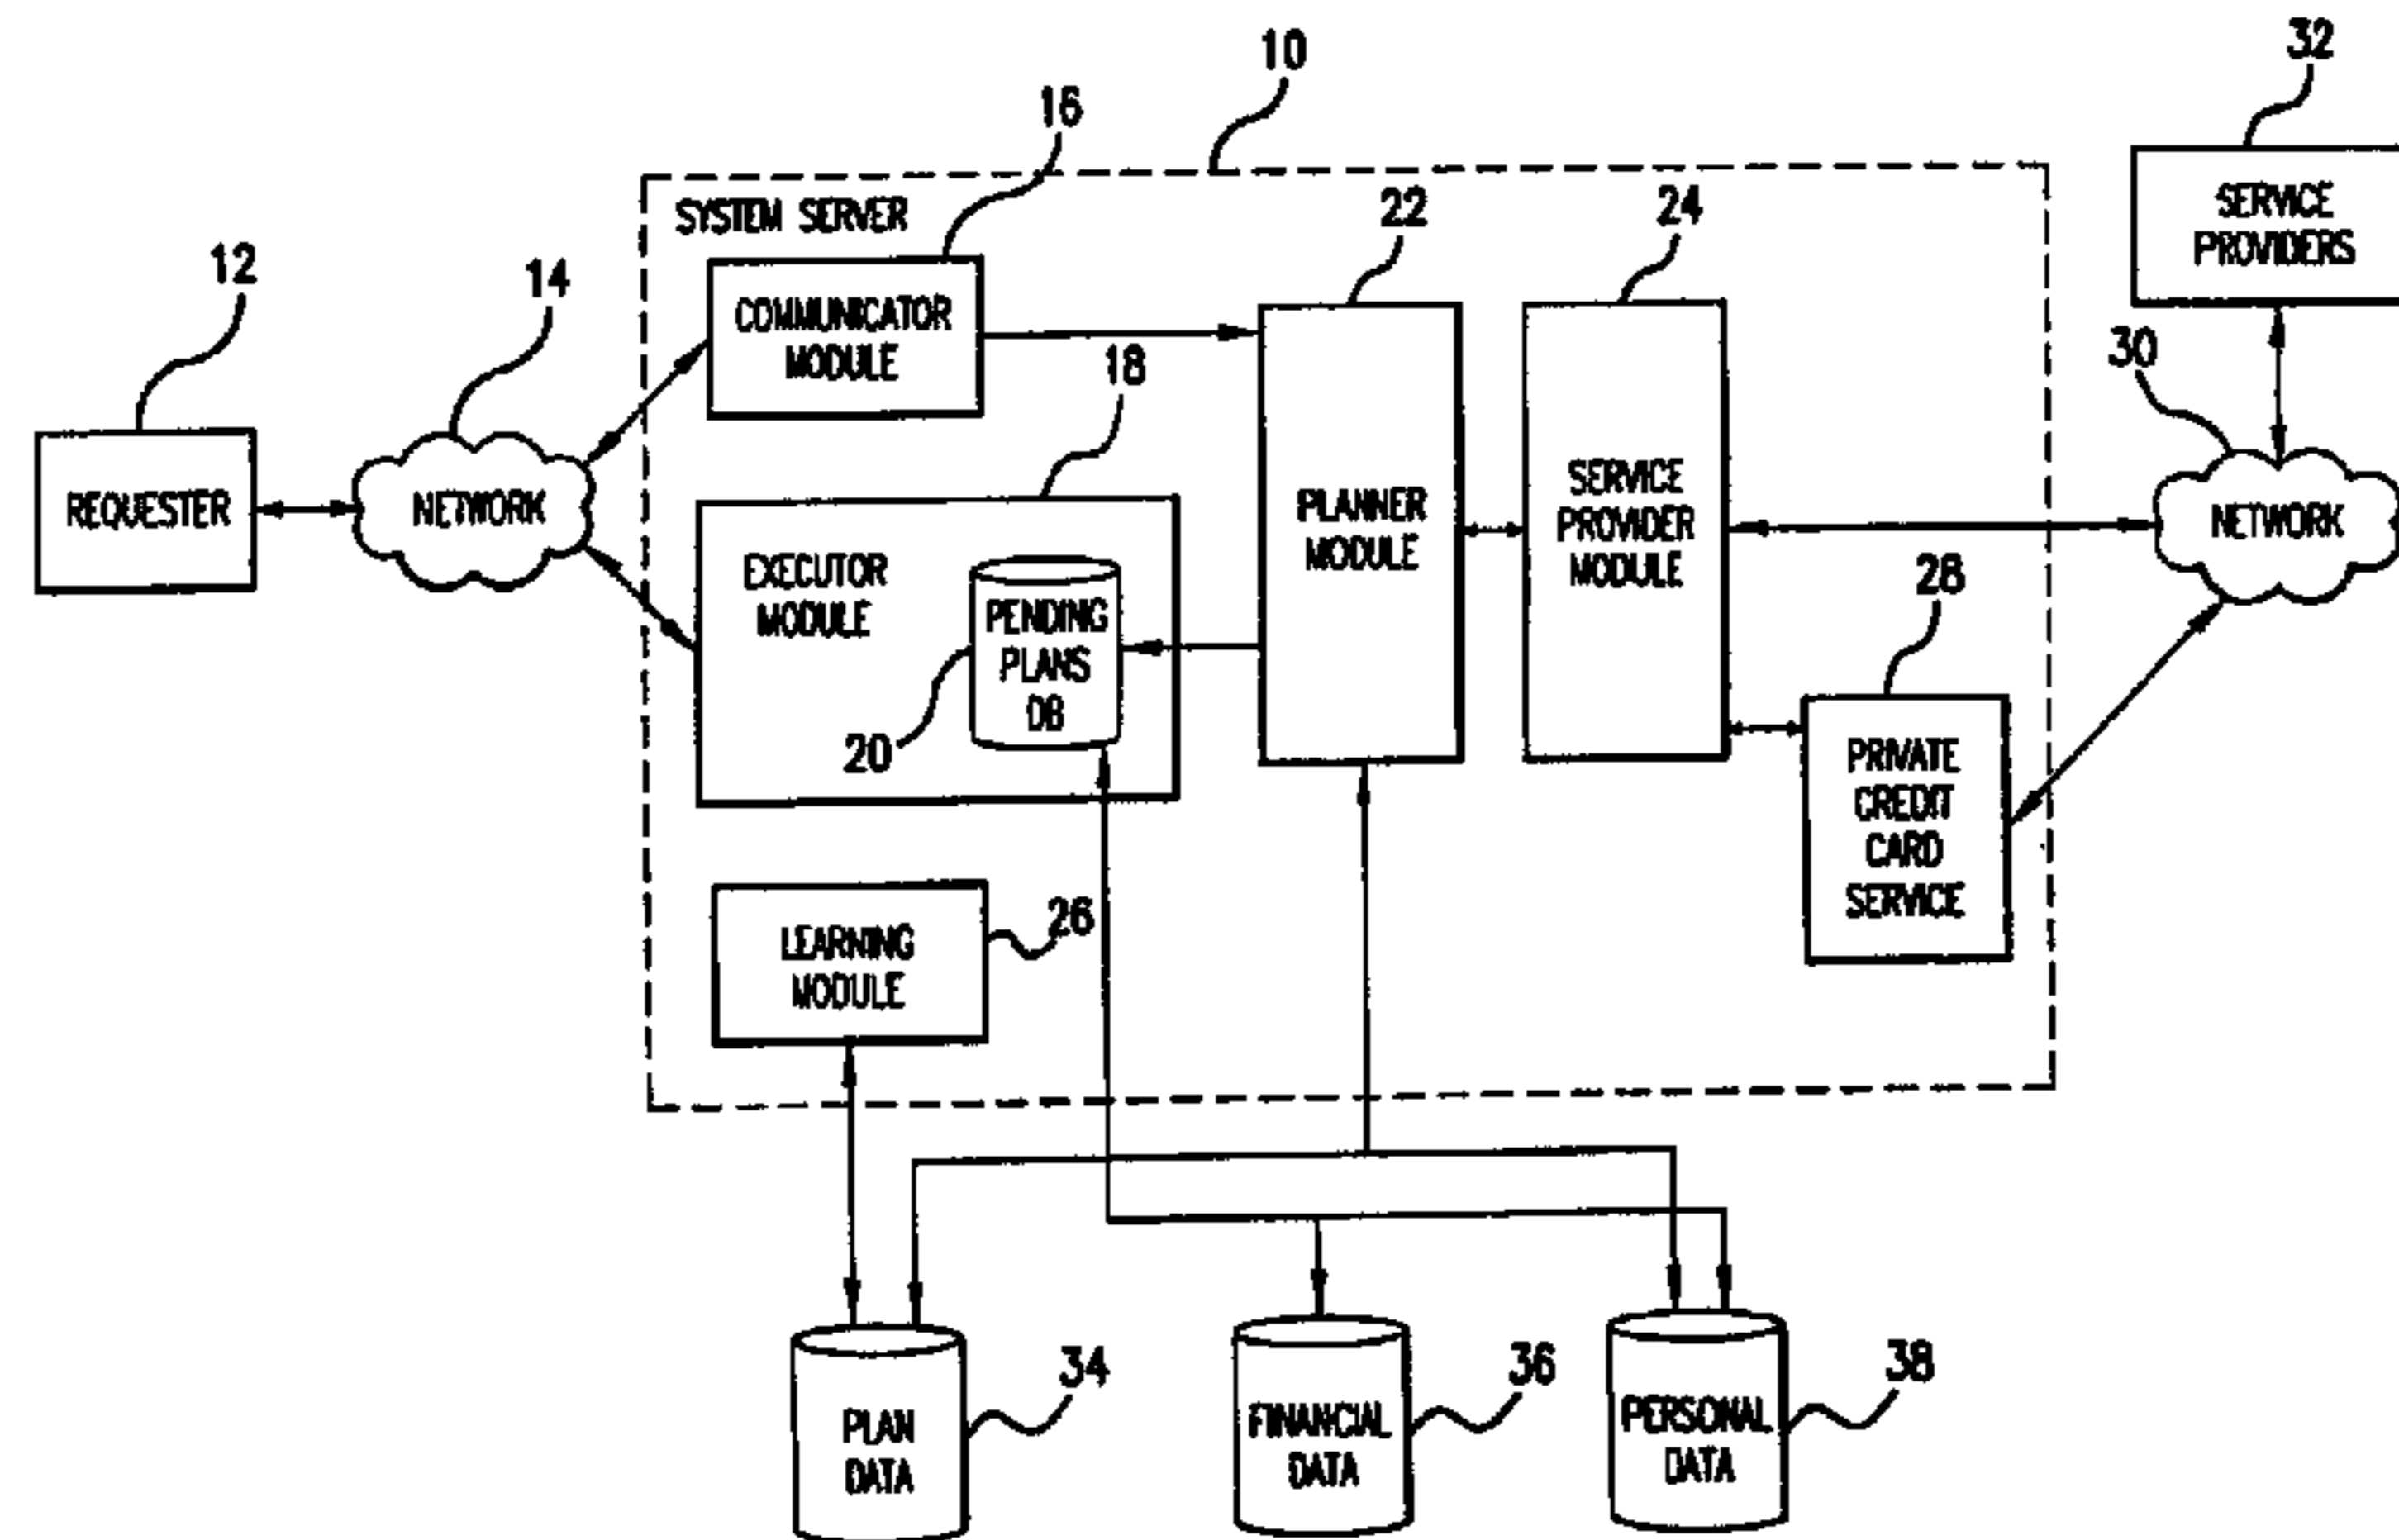 10
32
16
SYSTEM SERVER
22
24
SERVICE
PROVIDERS
12
14
COMMUNICATOR
MODULE
18
30
REQUESTER
NETWORK
EXECUTOR
MODULE
PENDING
PLANS
DB
20
PLANNER
MODULE
SERVICE
PROVIDER
MODULE
NETWORK
28
PRIVATE
CREDIT
CARD
SERVICE
LEARNING
MODULE
26
PLAN
DATA
34
FINANCIAL
DATA
36
PERSONAL
DATA
38